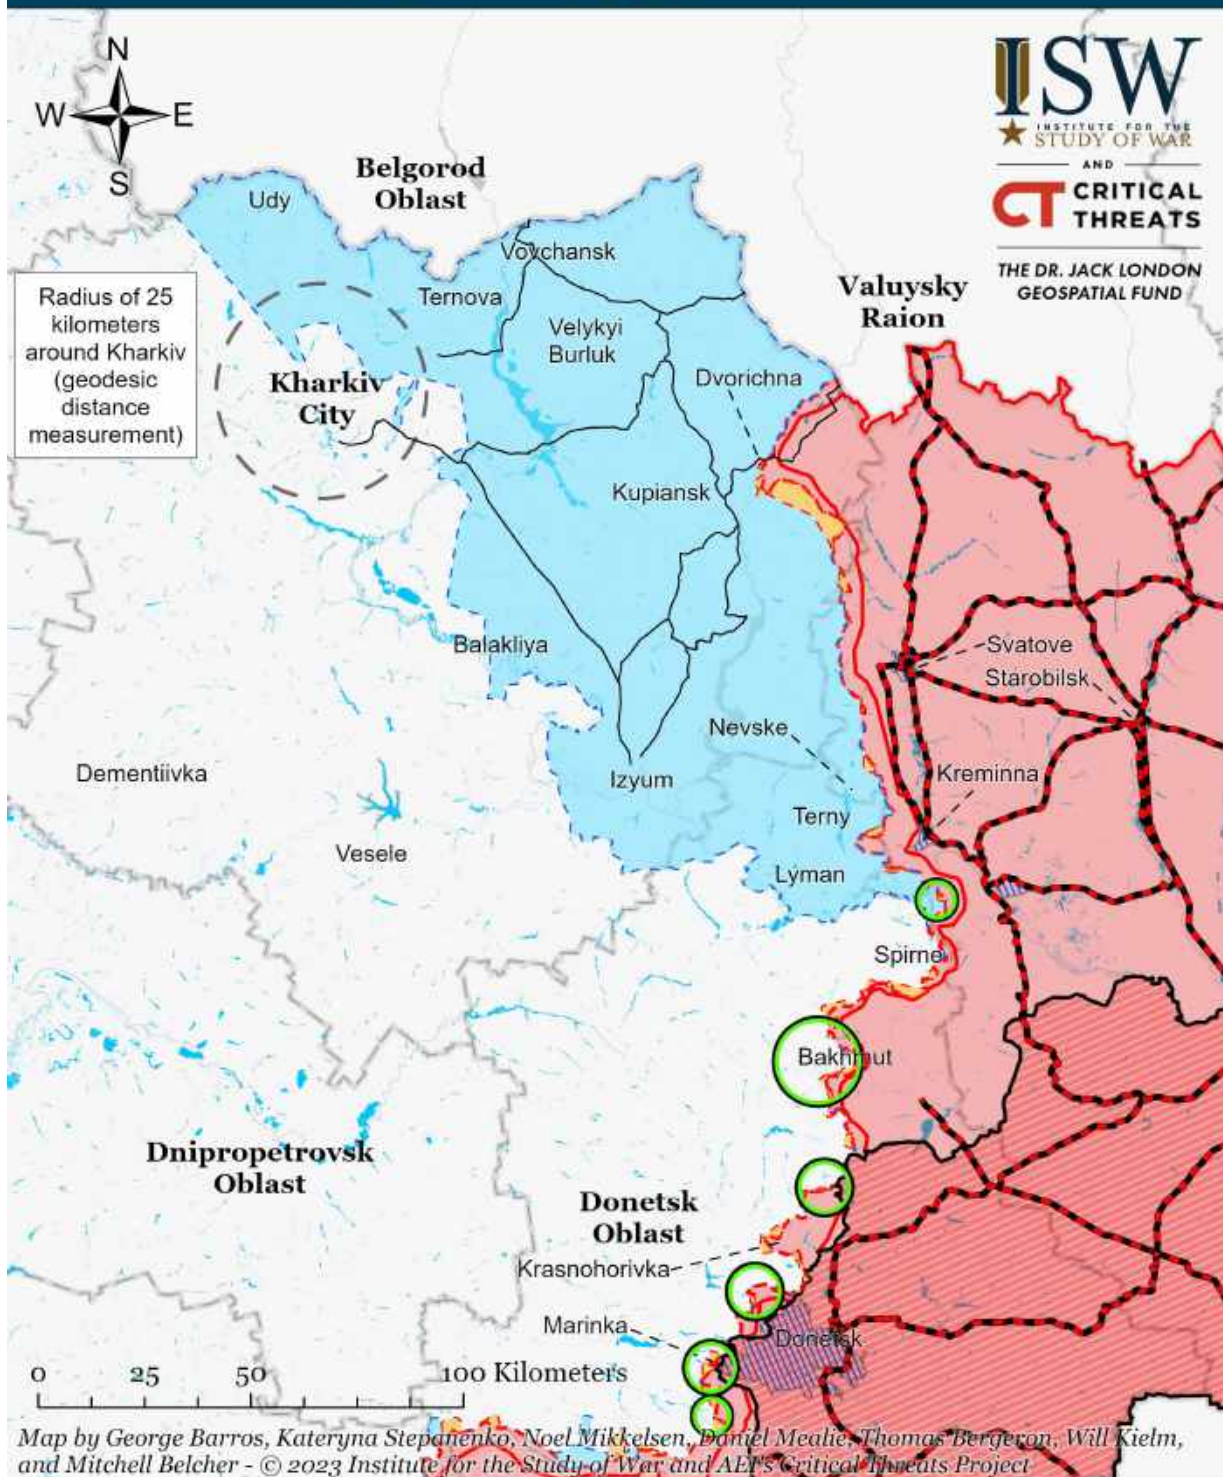 N
W E
S
ISW
INSTITUTE FOR THE
STUDY OF WAR
AND
CT CRITICAL
THREATS
THE DR. JACK LONDON
GEOSPATIAL FUND
Belgorod
Oblast
Udy
Vovchansk
Ternova
Valuysky
Raion
Radius of 25
kilometers
around Kharkiv
(geodesic
distance
measurement)
Velykyi
Burluk
Kharkiv
City
Dvorichna
Kupiansk
Balakliya
Svatove
Starobilsk
Nevske
Dementiivka
Izyum
Kreminna
Terny
Vesele
Lyman
Spirne
Bakhmut
Dnipropetrovsk
Oblast
Donetsk
Oblast
Krasnohorivka
Marinka
Donetsk
0 25 50 100 Kilometers
Map by George Barros, Kateryna Stepanenko, Noel Mikkelsen, Daniel Mealie, Thomas Bergeron, Will Kielm,
and Mitchell Belcher - © 2023 Institute for the Study of War and AEI's Critical Threats Project